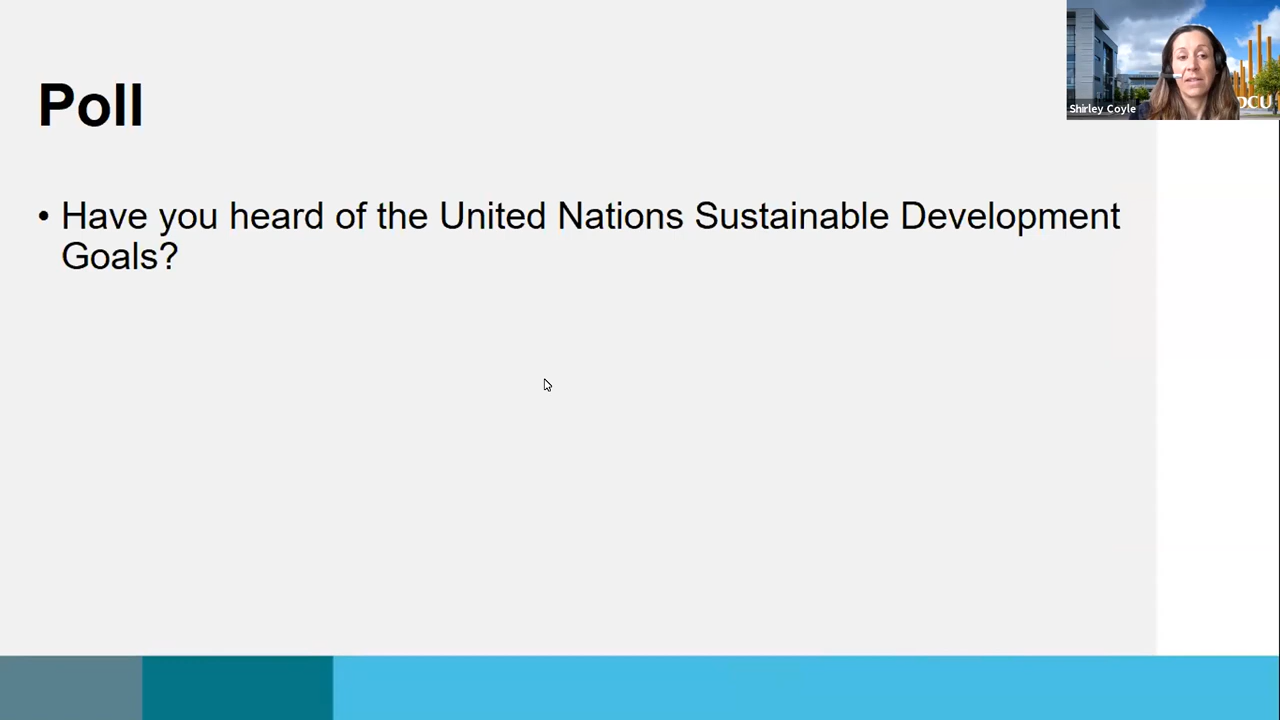 Poll
• Have you heard of the United Nations Sustainable Development
Goals?
Shirley Coyle
DCU